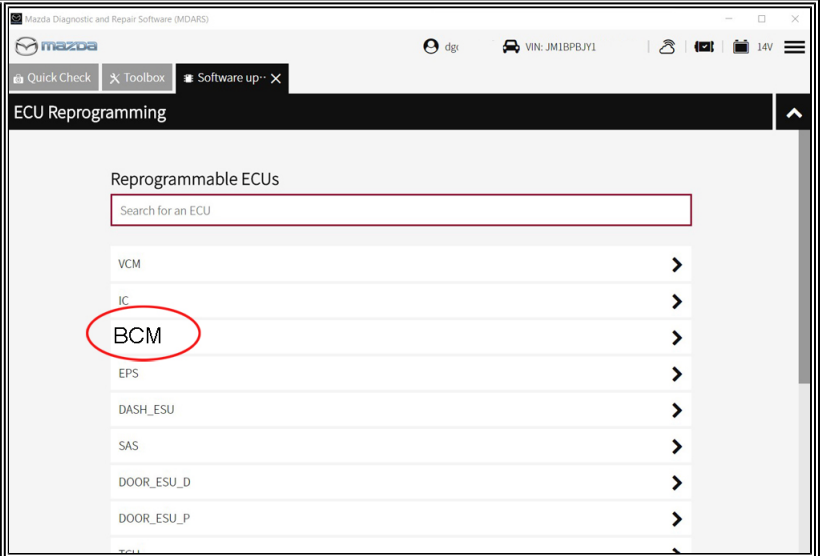 Mazda Diagnostic and Repair Software (MDARS)
mazda
dg
VIN: JM1BPBJY1
14V
Quick Check
Toolbox
Software up··
ECU Reprogramming
Reprogrammable ECUs
Search for an ECU
VCM
IC
BCM
EPS
DASH_ESU
SAS
DOOR_ESU_D
DOOR_ESU_P